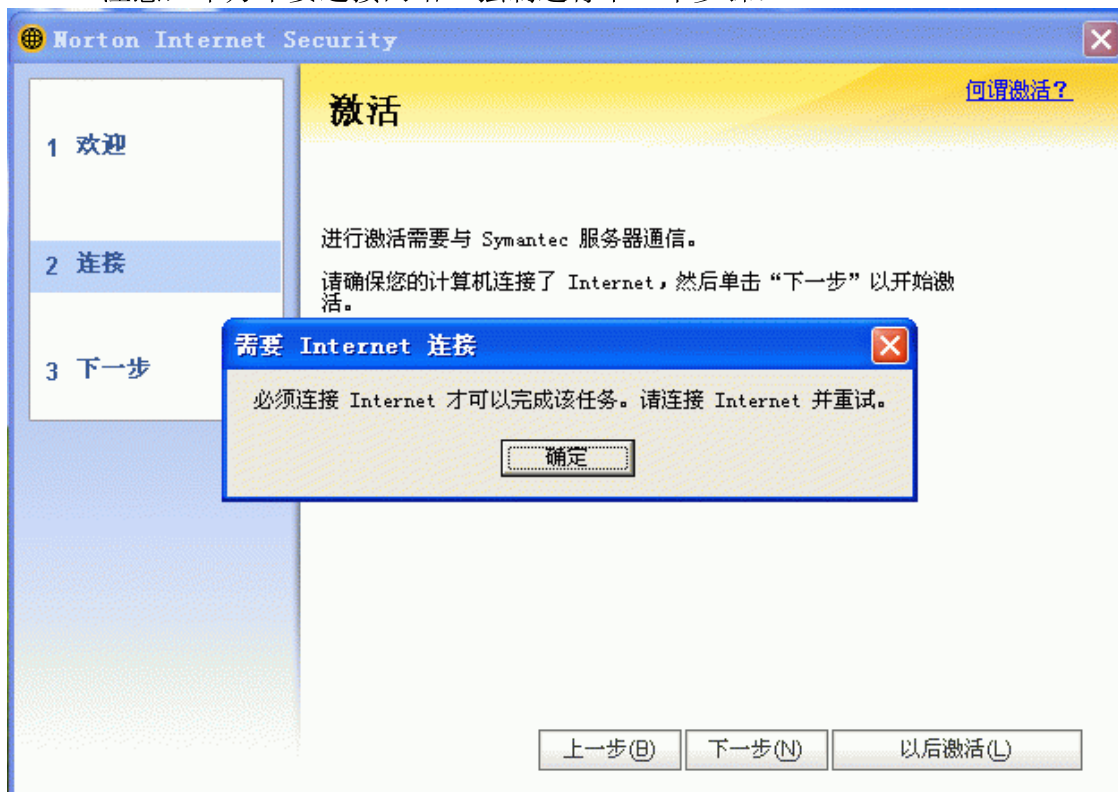 Norton Internet Security
激活
何谓激活?
1 欢迎
2 连接
3 下一步
进行激活需要与 Symantec 服务器通信。
请确保您的计算机连接了 Internet，然后单击“下一步”以开始激
活。
需要 Internet 连接
必须连接 Internet 才可以完成该任务。请连接 Internet 并重试。
确定
上一步(B)
下一步(N)
以后激活(L)